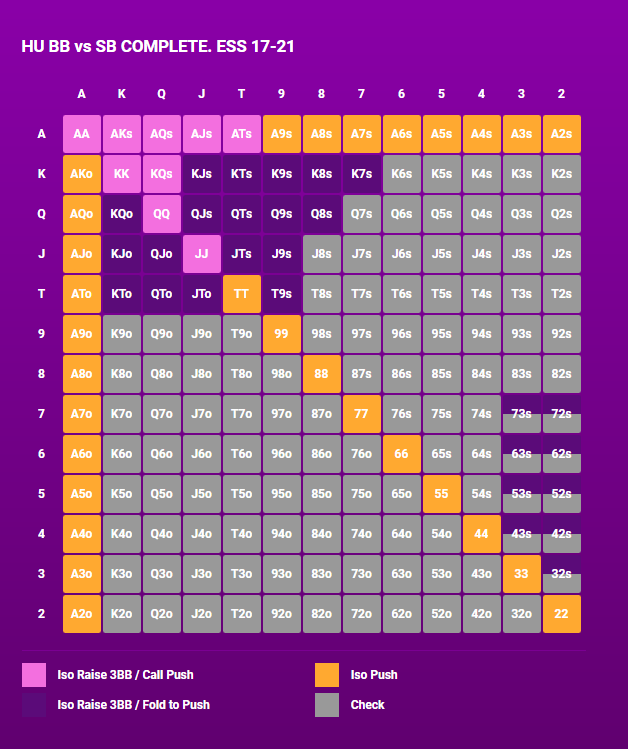 HU BB vs SB COMPLETE. ESS 17-21
A K Q J T 9 8 7 6 5 4 3 2
A AA AKs AQs AJs ATs A9s A8s A7s A6s A5s A4s A3s A2s
K AKo KK KQs KJs KTs K9s K8s K7s K6s K5s K4s K3s K2s
Q AQo KQo QQ QJs QTs Q9s Q8s Q7s Q6s Q5s Q4s Q3s Q2s
J AJo KJo QJo JJ JTs J9s J8s J7s J6s J5s J4s J3s J2s
T ATo KTo QTo JTo TT T9s T8s T7s T6s T5s T4s T3s T2s
9 A9o K9o Q9o J9o T9o 99 98s 97s 96s 95s 94s 93s 92s
8 A8o K8o Q8o J8o T8o 98o 88 87s 86s 85s 84s 83s 82s
7 A7o K7o Q7o J7o T7o 97o 87o 77 76s 75s 74s 73s 72s
6 A6o K6o Q6o J6o T6o 96o 86o 76o 66 65s 64s 63s 62s
5 A5o K5o Q5o J5o T5o 95o 85o 75o 65o 55 54s 53s 52s
4 A4o K4o Q4o J4o T4o 94o 84o 74o 64o 54o 44 43s 42s
3 A3o K3o Q3o J3o T3o 93o 83o 73o 63o 53o 43o 33 32s
2 A2o K2o Q2o J2o T2o 92o 82o 72o 62o 52o 42o 32o 22
Iso Raise 3BB / Call Push Iso Push
Iso Raise 3BB / Fold to Push Check